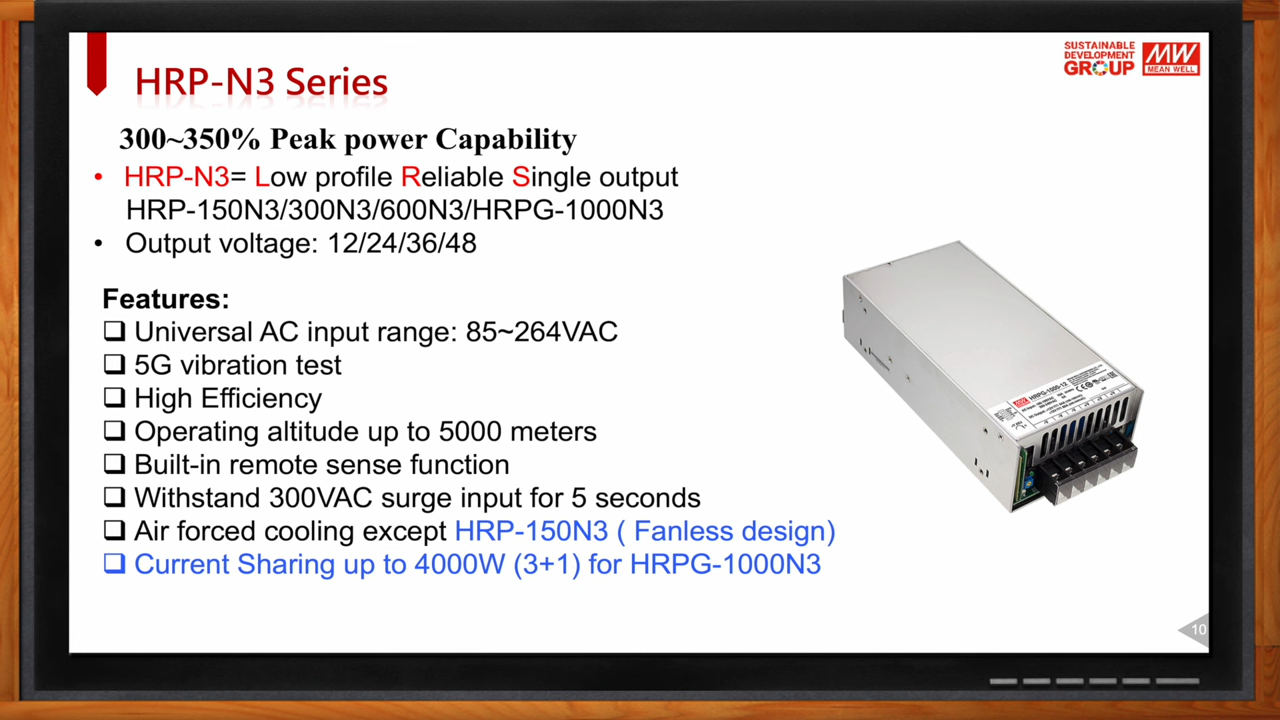 SUSTAINABLE
DEVELOPMENT
GROUP
MW
MEAN WELL
HRP-N3 Series
300~350% Peak power Capability
• HRP-N3= Low profile Reliable Single output
HRP-150N3/300N3/600N3/HRPG-1000N3
• Output voltage: 12/24/36/48
Features:
❑ Universal AC input range: 85~264VAC
❑ 5G vibration test
❑ High Efficiency
❑ Operating altitude up to 5000 meters
❑ Built-in remote sense function
❑ Withstand 300VAC surge input for 5 seconds
❑ Air forced cooling except HRP-150N3 ( Fanless design)
❑ Current Sharing up to 4000W (3+1) for HRPG-1000N3
MW HRPG-1000-12
10